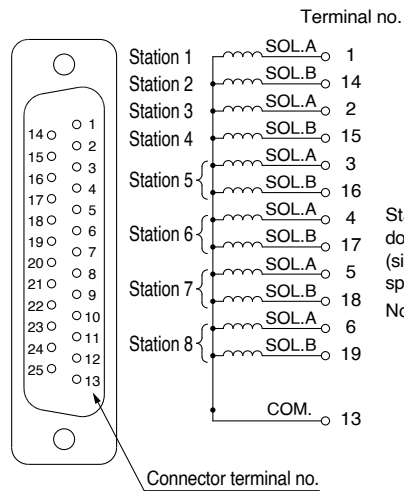 Terminal no.
Station 1 SOL.A 1
Station 2 SOL.B 14
Station 3 SOL.A 2
Station 4 SOL.B 15
Station 5 SOL.A 3
SOL.B 16
Station 6 SOL.A 4
SOL.B 17
Station 7 SOL.A 5
SOL.B 18
Station 8 SOL.A 6
SOL.B 19
COM. 13
1
14
2
15
3
16
4
17
5
18
6
19
7
20
8
21
9
22
10
23
11
24
12
25
13
Connector terminal no.